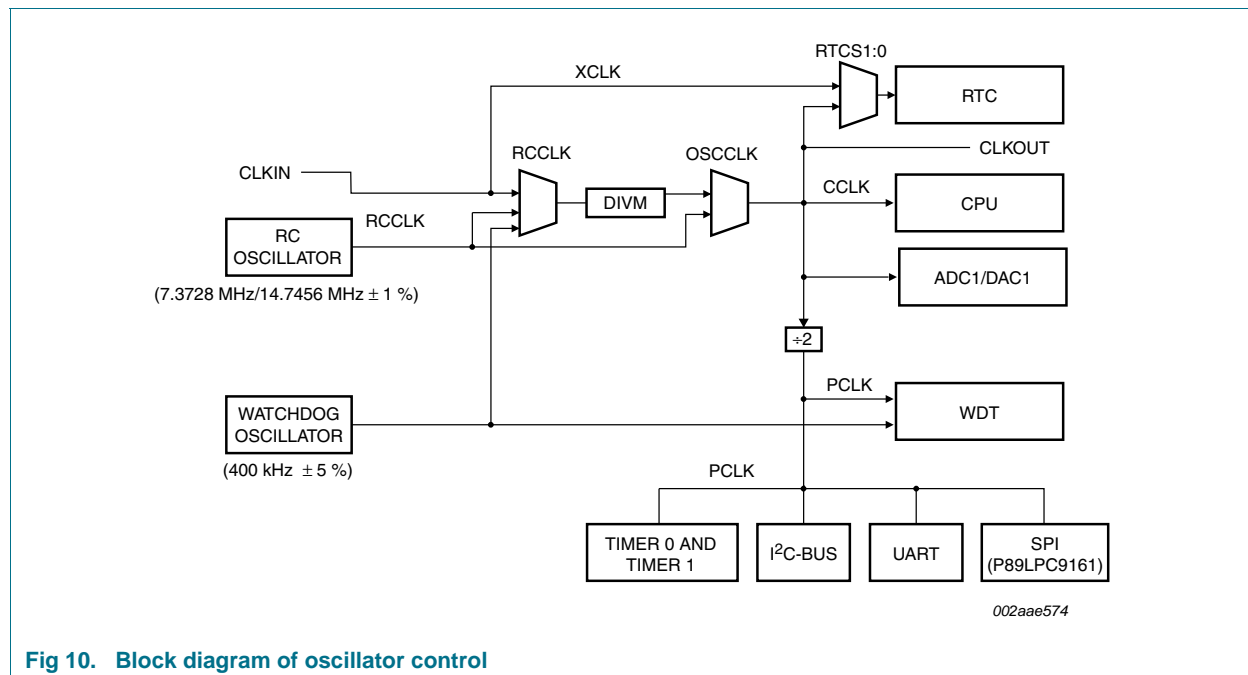 RTCS1:0
XCLK
RTC
RCCLK
OSCCLK
CLKOUT
CLKIN
CCLK
CPU
DIVM
RCCLK
RC
OSCILLATOR
ADC1/DAC1
(7.3728 MHz/14.7456 MHz ± 1 %)
÷2
PCLK
WDT
WATCHDOG
OSCILLATOR
(400 kHz ± 5 %)
PCLK
TIMER 0 AND
TIMER 1
I²C-BUS
UART
SPI
(P89LPC9161)
002aae574
Fig 10. Block diagram of oscillator control